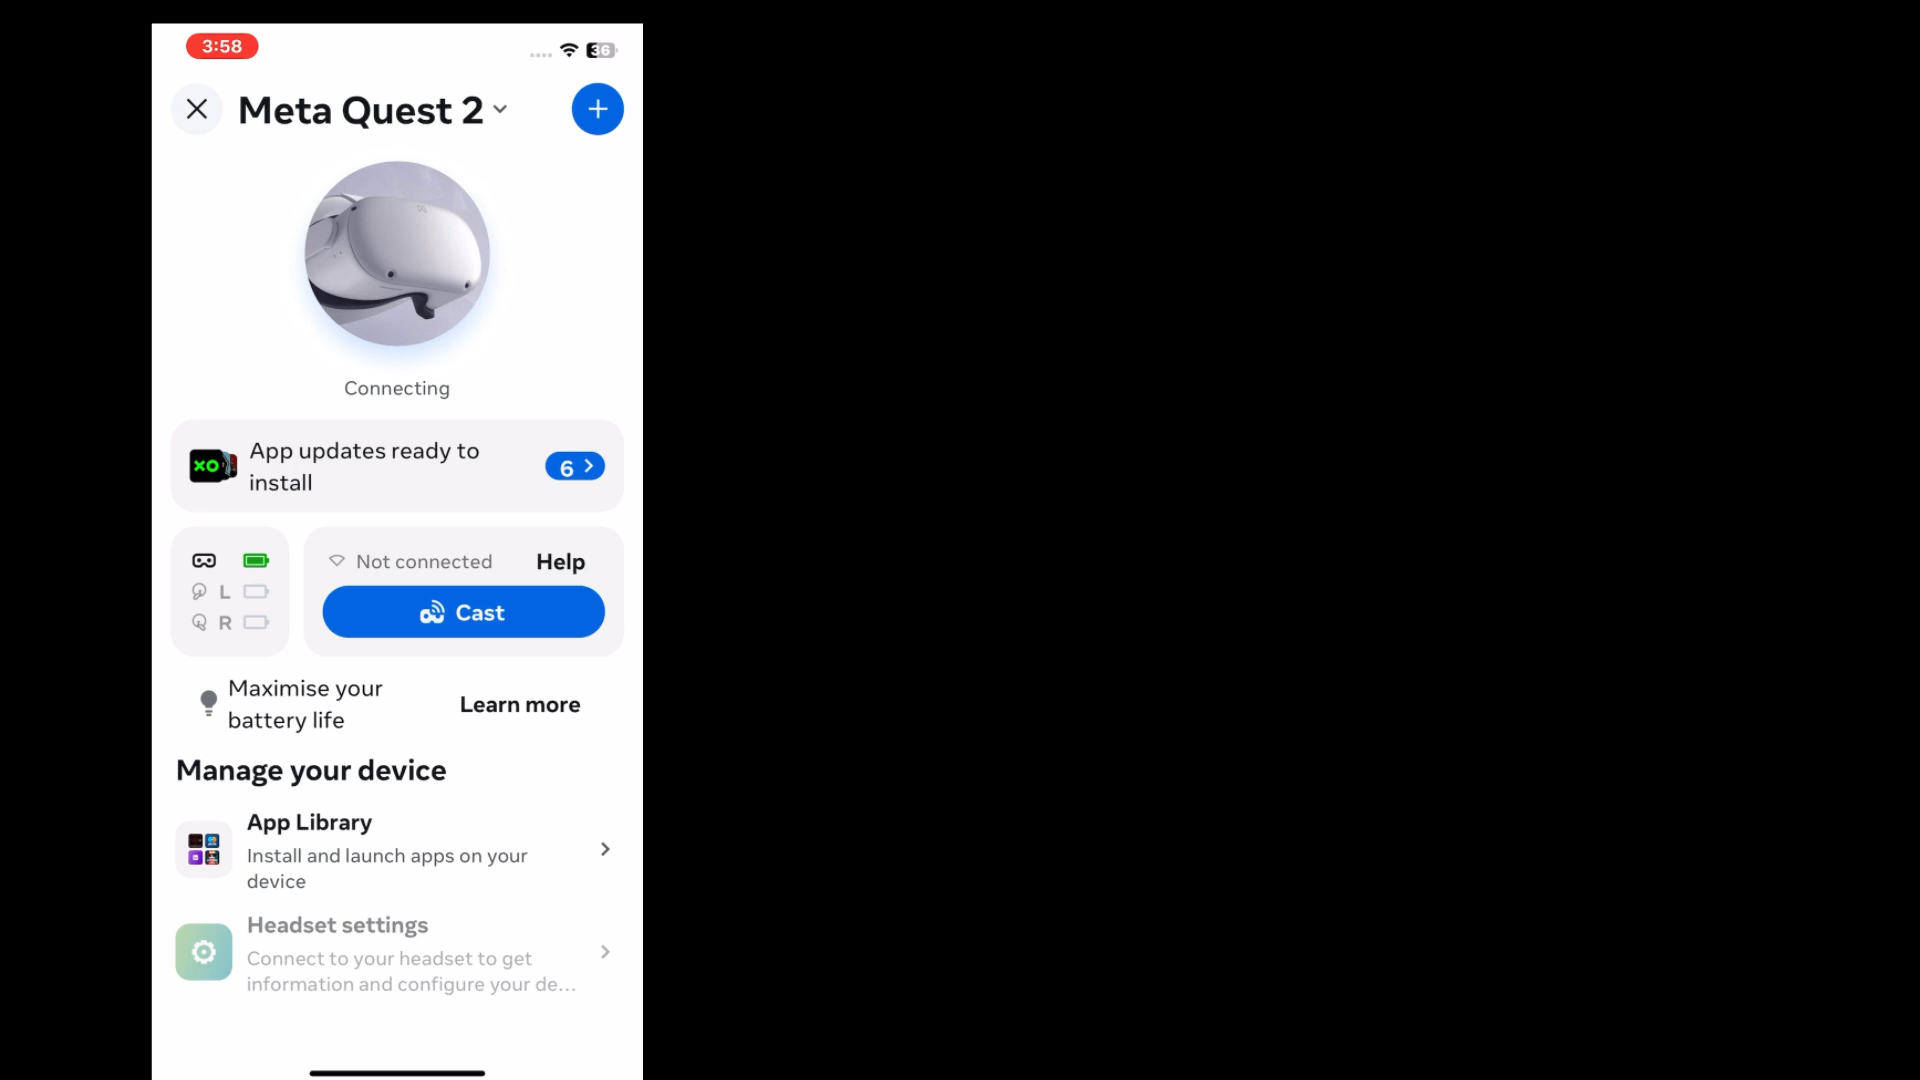 3:58
36
Meta Quest 2
Connecting
App updates ready to
install
6
XO
Not connected
Help
L
R
Cast
Maximise your
battery life
Learn more
Manage your device
App Library
Install and launch apps on your
device
Headset settings
Connect to your headset to get
information and configure your de...